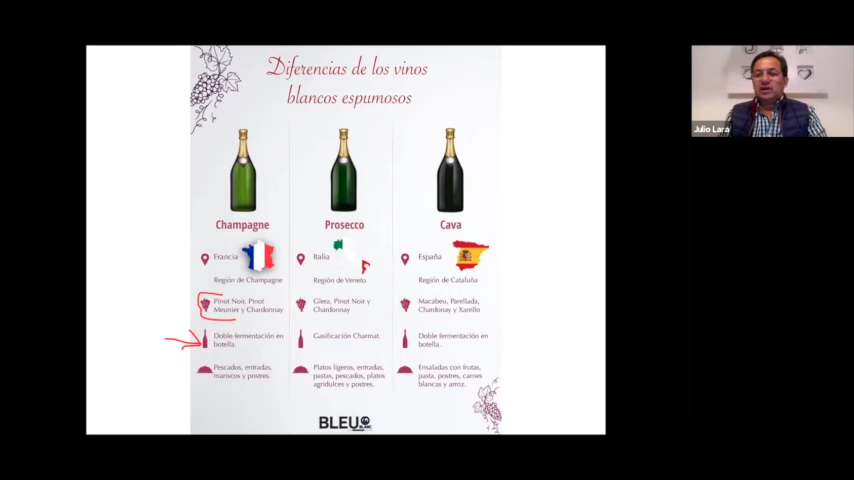 Diferencias de los vinos
blancos espumosos
Champagne
Francia
Región de Champagne
Pinot Noir, Pinot
Meunier y Chardonnay
Doble fermentación en
botella.
Pescados, entradas,
mariscos y postres.
Prosecco
Italia
Región de Veneto
Glera, Pinot Noir y
Chardonnay
Gasificación Charmat.
Platos ligeros, entradas,
pastas, pescados, platos
agridulces y postres.
Cava
España
Región de Cataluña
Macabeu, Parellada,
Chardonay y Xarello
Doble fermentación en
botella.
Ensaladas con frutas,
pasta, postres, carnes
blancas y arroz.
BLEU
Julio Lara